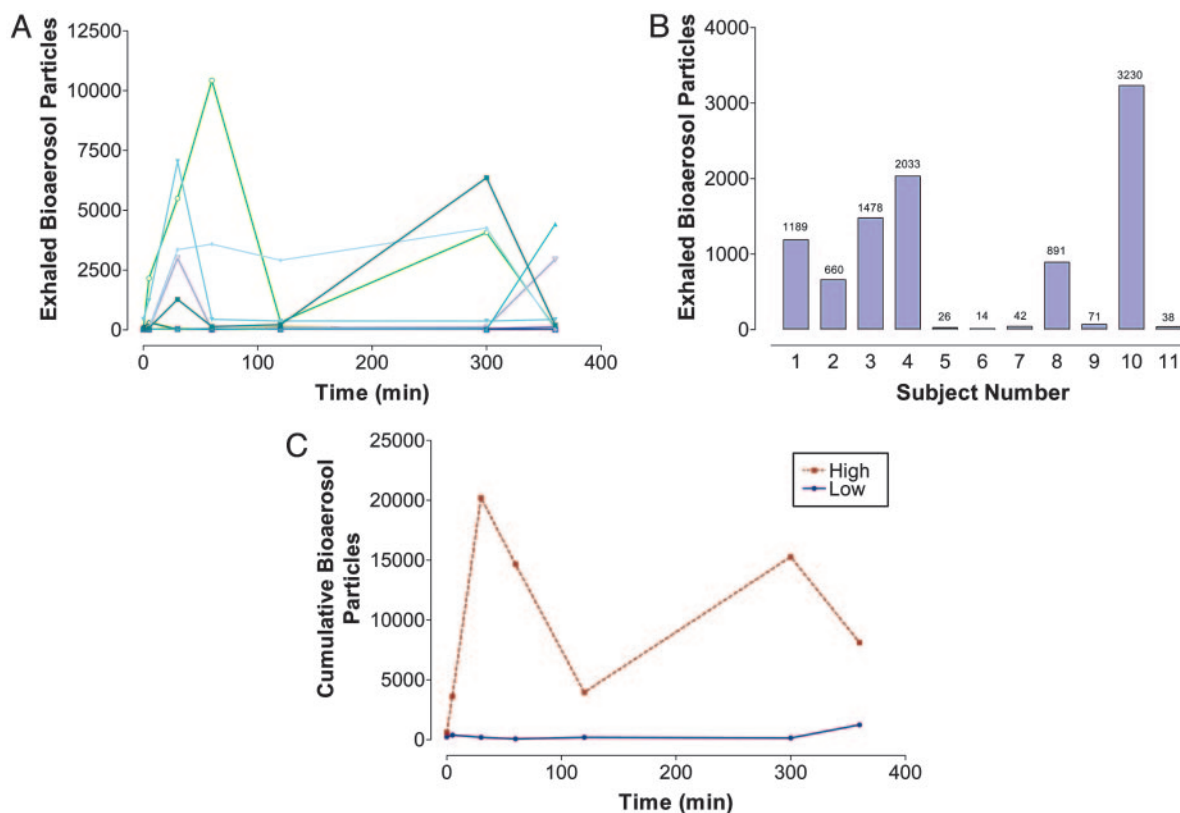 A
12500
10000
7500
5000
2500
0
Exhaled Bioaerosol Particles
0 100 200 300 400
Time (min)
B
4000
3000
2000
1000
0
Exhaled Bioaerosol Particles
1189
660
1478
2033
26
14
42
891
71
3230
38
1 2 3 4 5 6 7 8 9 10 11
Subject Number
C
25000
20000
15000
10000
5000
0
Cumulative Bioaerosol
Particles
High
Low
0 100 200 300 400
Time (min)